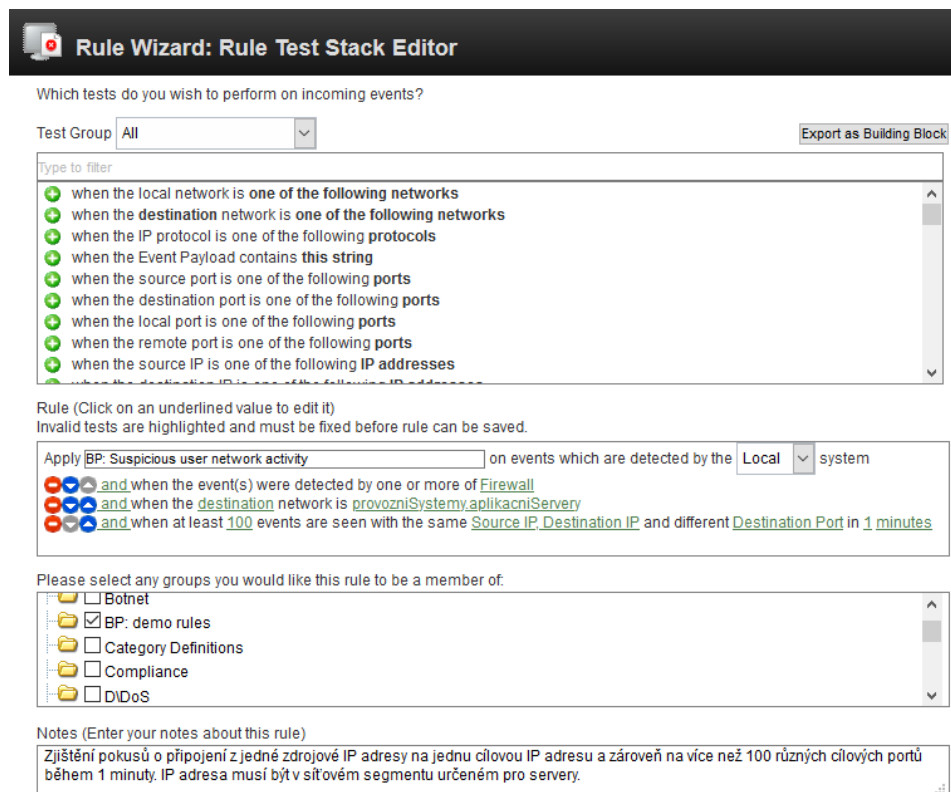 Rule Wizard: Rule Test Stack Editor
Which tests do you wish to perform on incoming events?
Test Group All
Export as Building Block
Type to filter
when the local network is one of the following networks
when the destination network is one of the following networks
when the IP protocol is one of the following protocols
when the Event Payload contains this string
when the source port is one of the following ports
when the destination port is one of the following ports
when the local port is one of the following ports
when the remote port is one of the following ports
when the source IP is one of the following IP addresses
when the destination IP is one of the following IP addresses
Rule (Click on an underlined value to edit it)
Invalid tests are highlighted and must be fixed before rule can be saved.
Apply BP: Suspicious user network activity on events which are detected by the Local system
and when the event(s) were detected by one or more of Firewall
and when the destination network is provozniSystemy,aplikacniServery
and when at least 100 events are seen with the same Source IP, Destination IP and different Destination Port in 1 minutes
Please select any groups you would like this rule to be a member of:
Botnet
BP: demo rules
Category Definitions
Compliance
D\DoS
Notes (Enter your notes about this rule)
Zjištění pokusů o připojení z jedné zdrojové IP adresy na jednu cílovou IP adresu a zároveň na více než 100 různých cílových portů
během 1 minuty. IP adresa musí být v síťovém segmentu určeném pro servery.